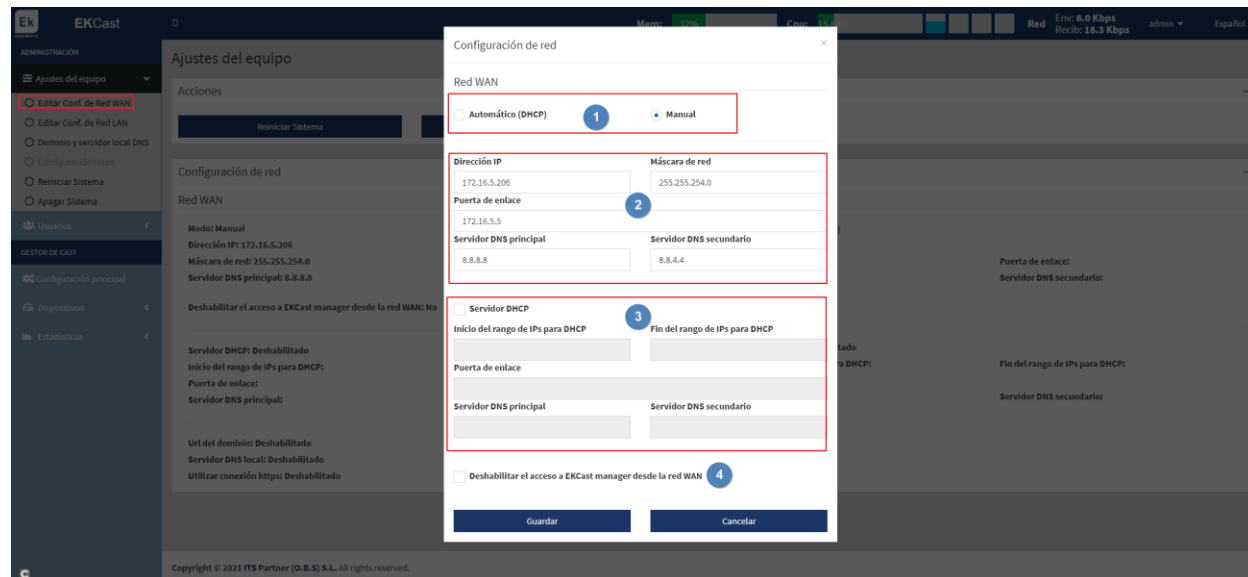 Ek EKCast
Mem: 32% Cpu: Red Env: 6.0 Kbps admin Español
Recib: 18.3 Kbps
ADMINISTRACIÓN
Ajustes del equipo
Editar Conf. de Red WAN
Editar Conf. de Red LAN
Dominio y servidor local DNS
Configuración Https
Reiniciar Sistema
Apagar Sistema
Usuarios
GESTOR DE CAST
Configuración principal
Dispositivos
Estadísticas
Ajustes del equipo
Acciones
Reiniciar Sistema
Configuración de red
Red WAN
Modo: Manual
Dirección IP: 172.16.5.206
Máscara de red: 255.255.254.0
Servidor DNS principal: 8.8.8.8
Deshabilitar el acceso a EKCast manager desde la red WAN: No
Servidor DHCP: Deshabilitado
Inicio del rango de IPs para DHCP:
Puerta de enlace:
Servidor DNS principal:
Url del dominio: Deshabilitado
Servidor DNS local: Deshabilitado
Utilizar conexión https: Deshabilitado
Configuración de red ×
Red WAN
Automático (DHCP) 1 Manual
Dirección IP Máscara de red
172.16.5.206 255.255.254.0
Puerta de enlace 2
172.16.5.5
Servidor DNS principal Servidor DNS secundario
8.8.8.8 8.8.4.4
Servidor DHCP 3
Inicio del rango de IPs para DHCP Fin del rango de IPs para DHCP
Puerta de enlace
Servidor DNS principal Servidor DNS secundario
Deshabilitar el acceso a EKCast manager desde la red WAN 4
Guardar Cancelar
)
Puerta de enlace:
Servidor DNS secundario:
tado
ra DHCP: Fin del rango de IPs para DHCP:
Servidor DNS secundario:
Copyright © 2021 ITS Partner (O.B.S) S.L. All rights reserved.